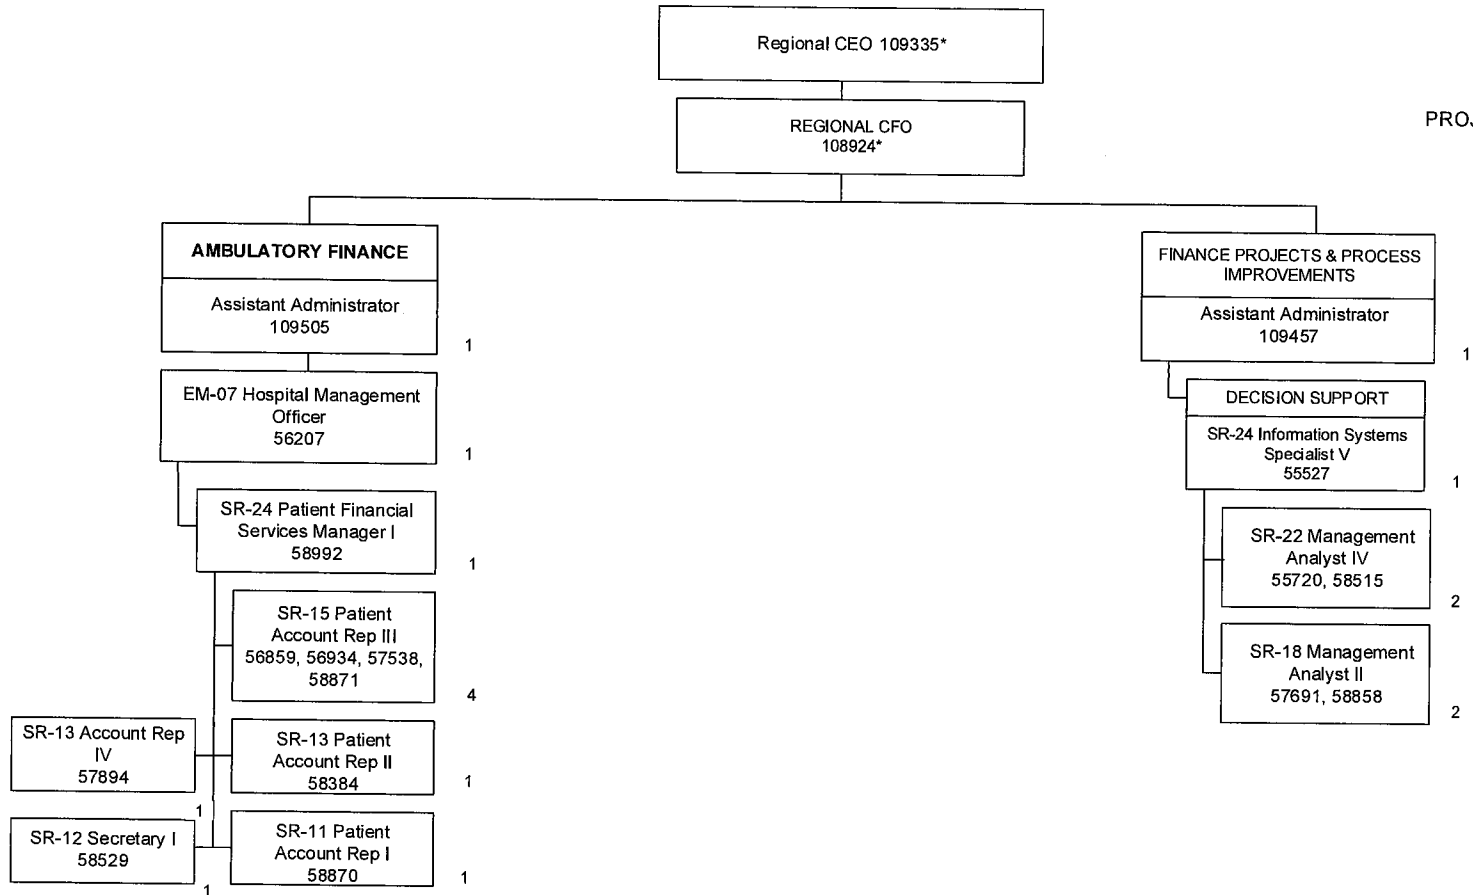 Regional CEO 109335*
REGIONAL CFO
108924*
PROJ
AMBULATORY FINANCE
Assistant Administrator
109505
1
EM-07 Hospital Management
Officer
56207
1
SR-24 Patient Financial
Services Manager I
58992
1
SR-15 Patient
Account Rep III
56859, 56934, 57538,
58871
4
SR-13 Account Rep
IV
57894
1
SR-13 Patient
Account Rep II
58384
1
SR-12 Secretary I
58529
1
SR-11 Patient
Account Rep I
58870
1
FINANCE PROJECTS & PROCESS
IMPROVEMENTS
Assistant Administrator
109457
1
DECISION SUPPORT
SR-24 Information Systems
Specialist V
55527
1
SR-22 Management
Analyst IV
55720, 58515
2
SR-18 Management
Analyst II
57691, 58858
2